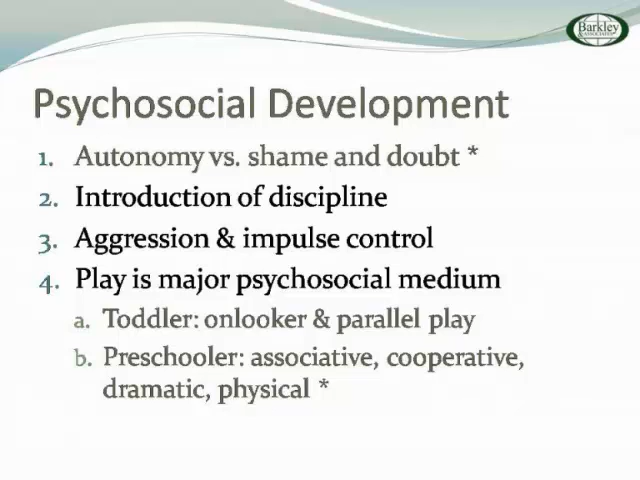 Barkley
& ASSOCIATES
Psychosocial Development
1. Autonomy vs. shame and doubt *
2. Introduction of discipline
3. Aggression & impulse control
4. Play is major psychosocial medium
a. Toddler: onlooker & parallel play
b. Preschooler: associative, cooperative,
dramatic, physical *